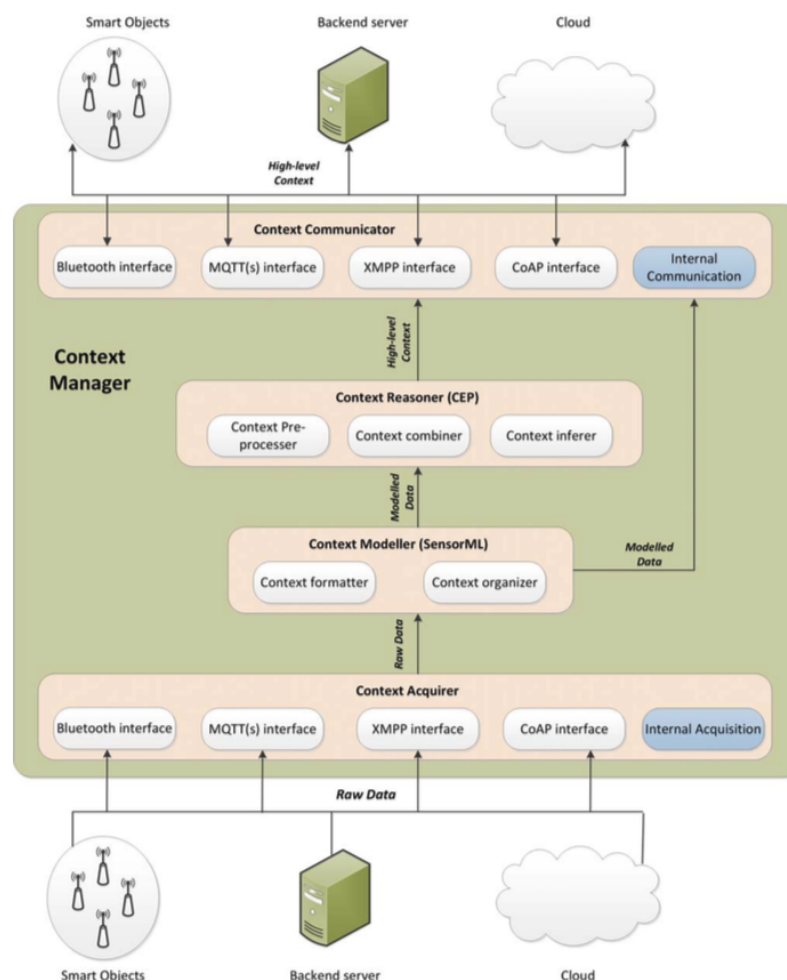 Smart Objects
Backend server
Cloud
High-level
Context
Context Communicator
Bluetooth interface
MQTT(s) interface
XMPP interface
CoAP interface
Internal
Communication
Context
Manager
High-level
Context
Context Reasoner (CEP)
Context Pre-
processer
Context combiner
Context inferer
Modelled
Data
Context Modeller (SensorML)
Modelled
Data
Context formatter
Context organizer
Raw Data
Context Acquirer
Bluetooth interface
MQTT(s) interface
XMPP interface
CoAP interface
Internal Acquisition
Raw Data
Smart Objects
Backend server
Cloud